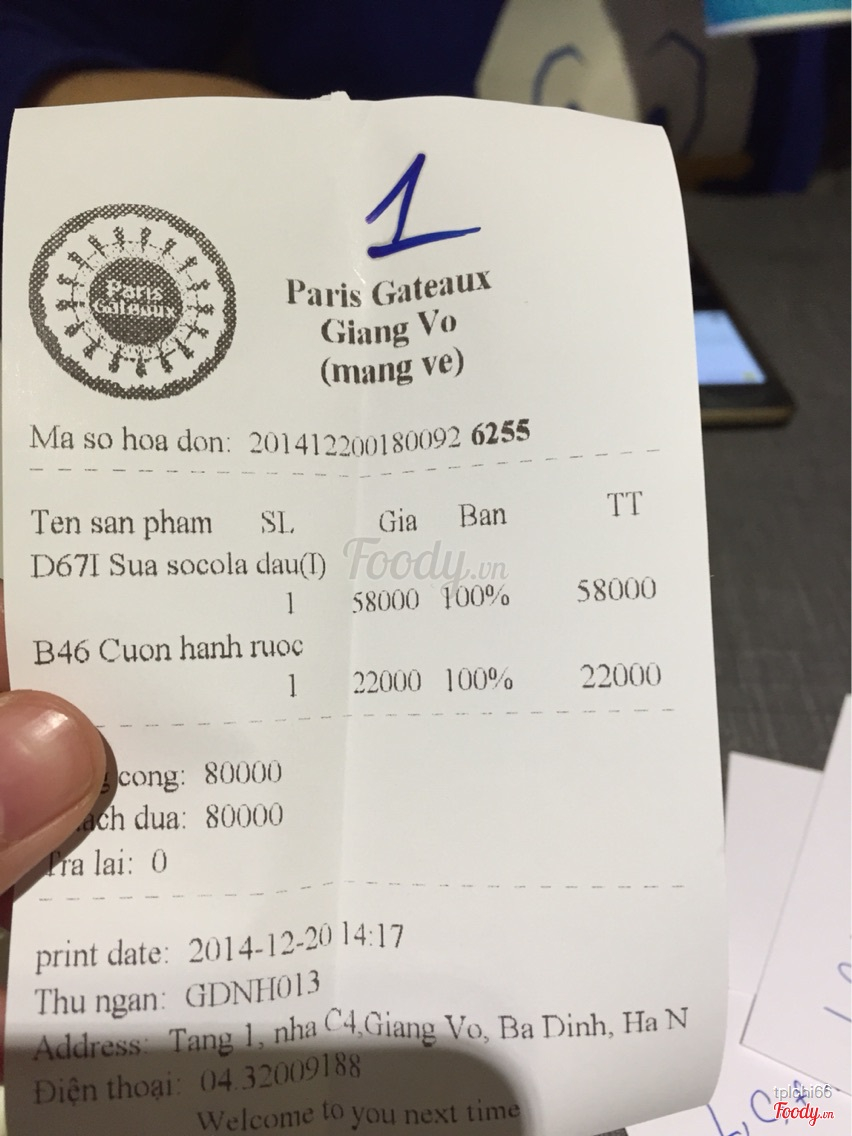 1
Paris Gateaux
Paris Gateaux
Giang Vo
(mang ve)
Ma so hoa don: 201412200180092 6255
Ten san pham SL Gia Ban TT
D67I Sua socola dau(I)
1 58000 100% 58000
B46 Cuon hanh ruoc
1 22000 100% 22000
cong: 80000
dua: 80000
Tra lai: 0
print date: 2014-12-20 14:17
Thu ngan: GDNH013
Address: Tang 1, nha C4,Giang Vo, Ba Dinh, Ha N
Điện thoại: 04.32009188
Welcome to you next time
Foody.vn
tplchi66
Foody.vn